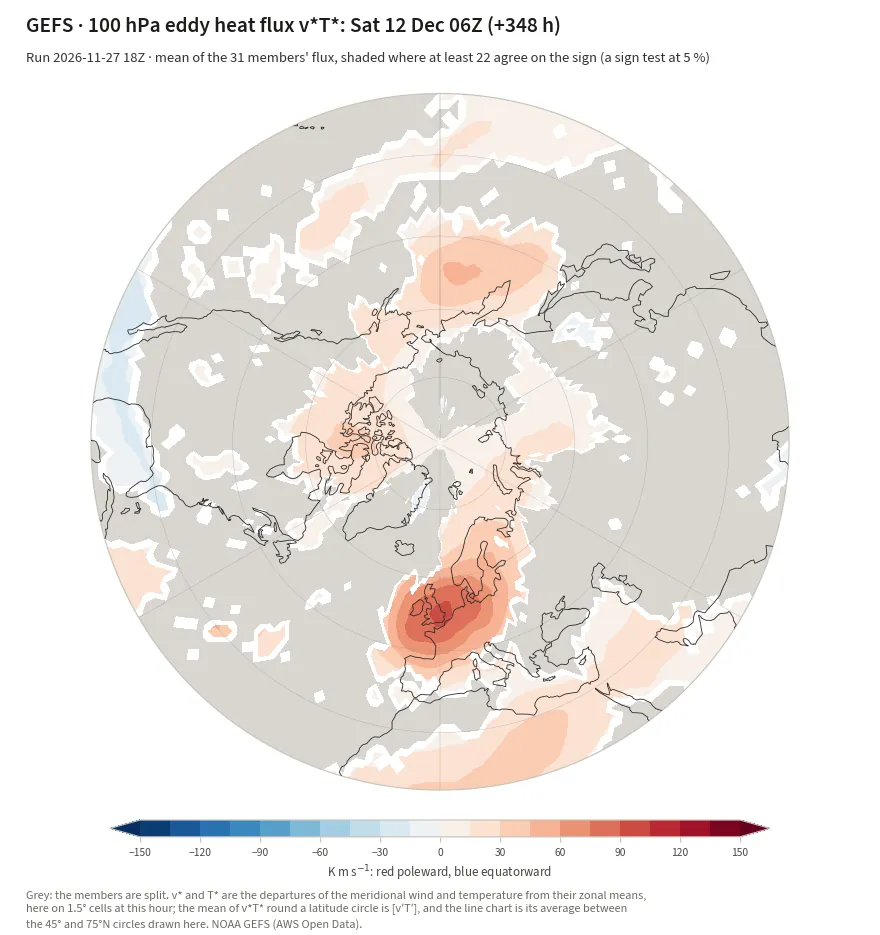 GEFS · 100 hPa eddy heat flux v*T*: Sat 12 Dec 06Z (+348 h)
Run 2026-11-27 18Z · mean of the 31 members' flux, shaded where at least 22 agree on the sign (a sign test at 5 %)
−150 −120 −90 −60 −30 0 30 60 90 120 150
K m s⁻¹: red poleward, blue equatorward
Grey: the members are split. v* and T* are the departures of the meridional wind and temperature from their zonal means,
here on 1.5° cells at this hour; the mean of v*T* round a latitude circle is [v'T'], and the line chart is its average between
the 45° and 75°N circles drawn here. NOAA GEFS (AWS Open Data).